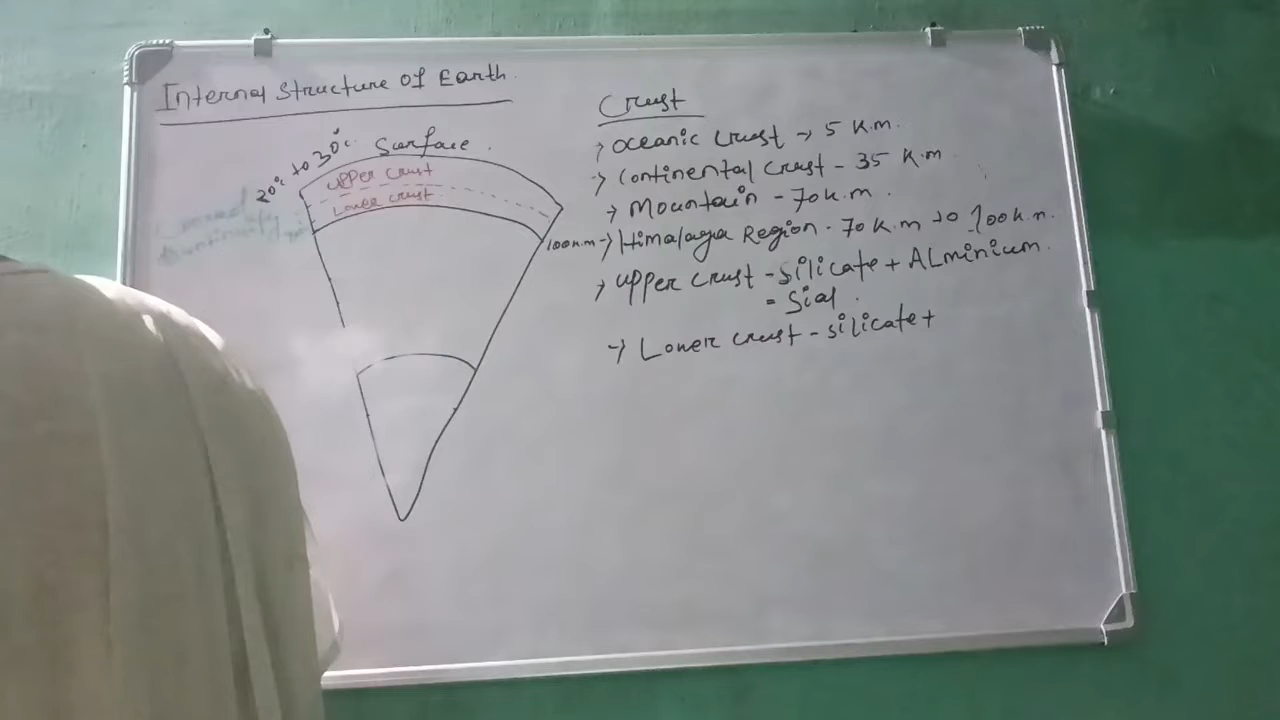 Internal Structure Of Earth.
20°c to 30°c.
Surface.
Upper crust
Lower crust
100k.m
Crust
→ Oceanic crust → 5 K.m.
→ Continental Crust - 35 K.m
→ Mountain - 70 K.m.
→ Himalaya Region - 70 K.m to 100 K.m.
→ Upper crust - Silicate + ALminium.
= Sial.
→ Lower crust - silicate +